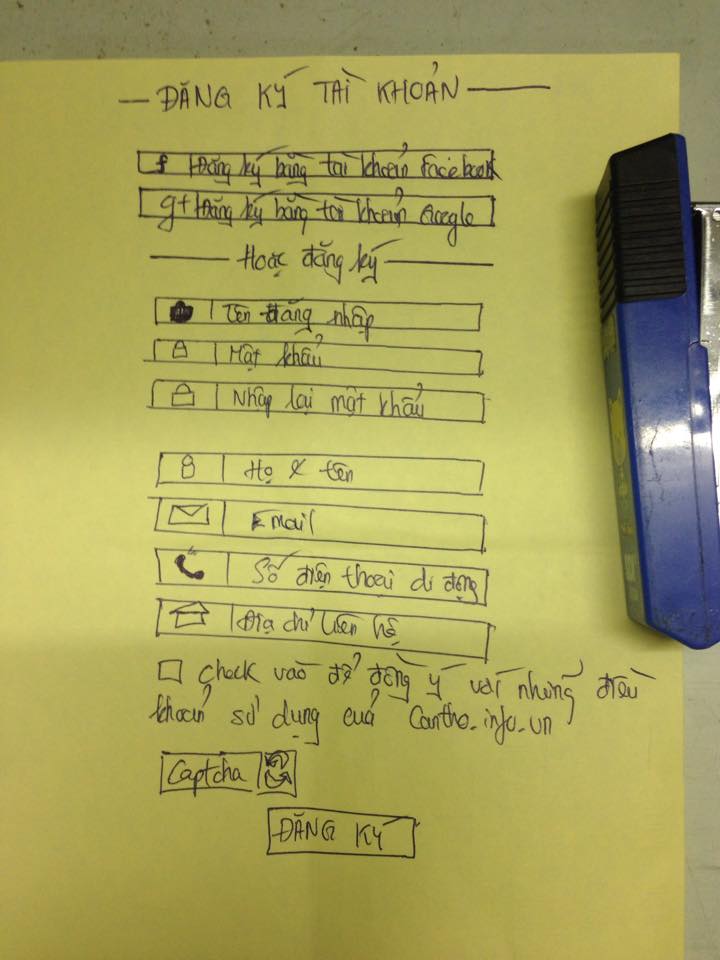 ĐĂNG KÝ TÀI KHOẢN
f Đăng ký bằng tài khoản Facebook
g+ Đăng ký bằng tài khoản Google
Hoặc đăng ký
Tên đăng nhập
Mật khẩu
Nhập lại mật khẩu
Họ & tên
Email
Số điện thoại di động
Địa chỉ liên hệ
Check vào để đồng ý với những điều
khoản sử dụng của Cantho.info.vn
Captcha
ĐĂNG KÝ